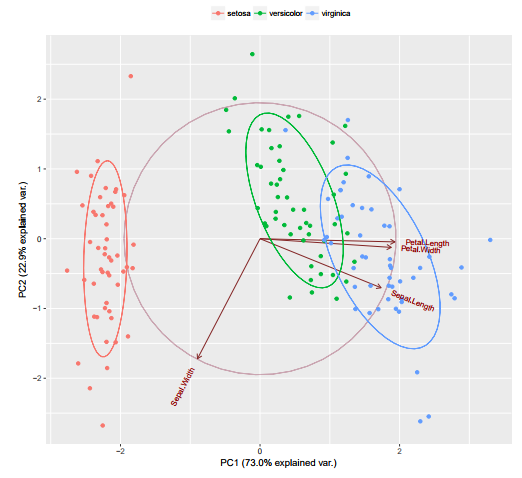 setosa versicolor virginica
2
1
0
−1
−2
PC2 (22.9% explained var.)
Petal.Length
Petal.Width
Sepal.Length
Sepal.Width
−2 0 2
PC1 (73.0% explained var.)